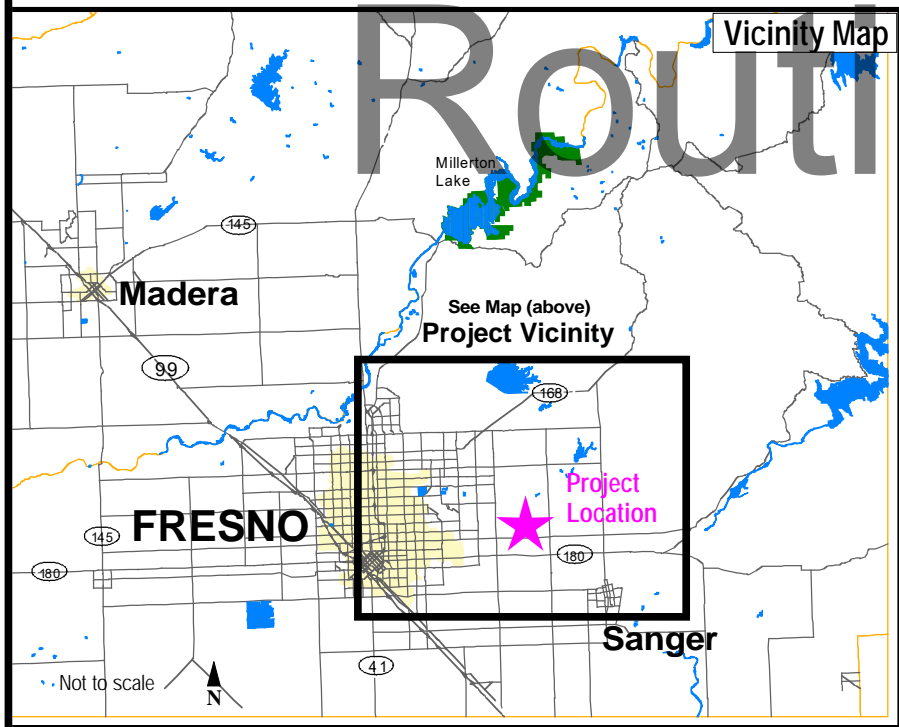 Routi
Vicinity Map
Millerton
Lake
145
Madera
See Map (above)
Project Vicinity
99
168
Project
Location
FRESNO
145
180
180
Sanger
41
Not to scale
N